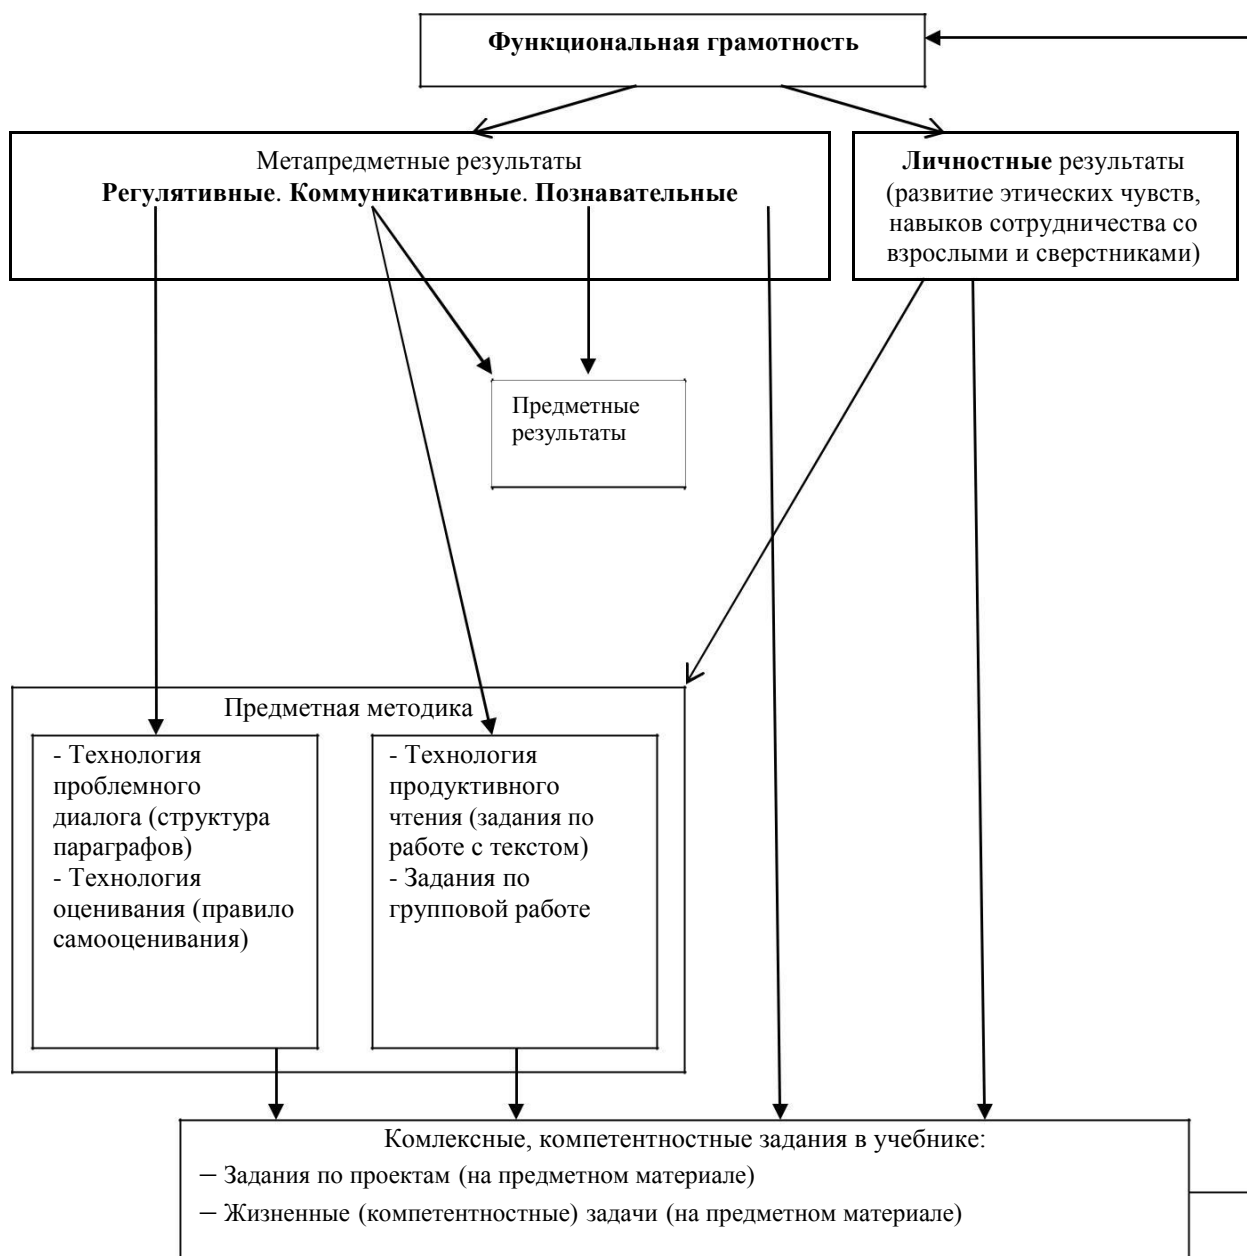 Функциональная грамотность
Метапредметные результаты
Регулятивные. Коммуникативные. Познавательные
Личностные результаты
(развитие этических чувств,
навыков сотрудничества со
взрослыми и сверстниками)
Предметные
результаты
Предметная методика
- Технология
проблемного
диалога (структура
параграфов)
- Технология
оценивания (правило
самооценивания)
- Технология
продуктивного
чтения (задания по
работе с текстом)
- Задания по
групповой работе
Комлексные, компетентностные задания в учебнике:
– Задания по проектам (на предметном материале)
– Жизненные (компетентностные) задачи (на предметном материале)